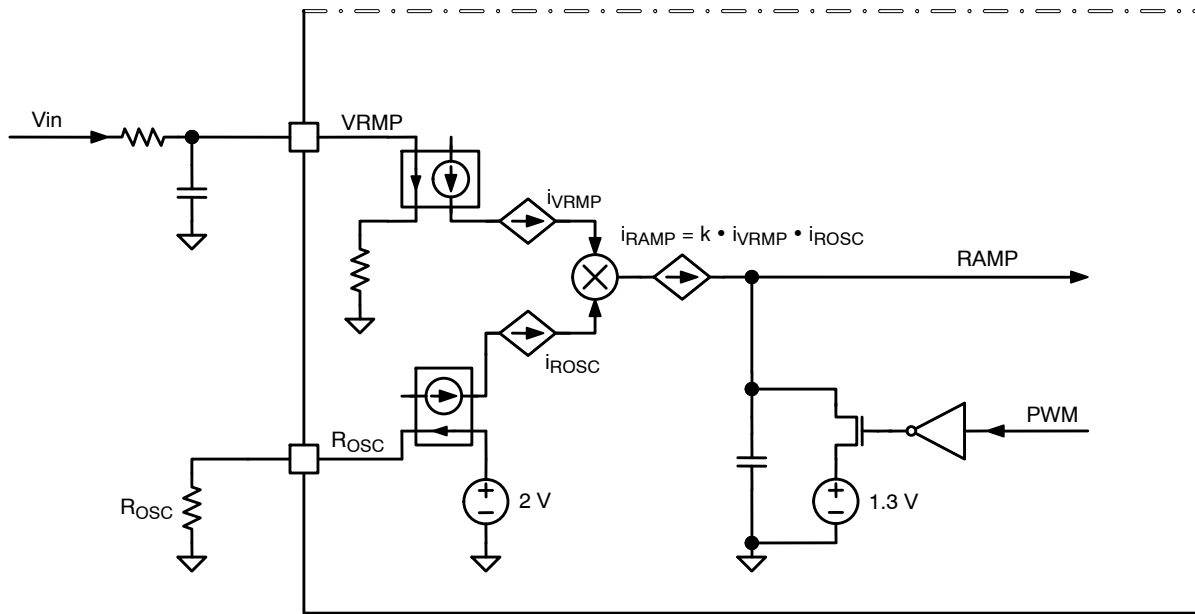 Vin
VRMP
iVRMP
iRAMP = k • iVRMP • iROSC
RAMP
iROSC
PWM
ROSC
ROSC
+
−
2 V
+
−
1.3 V